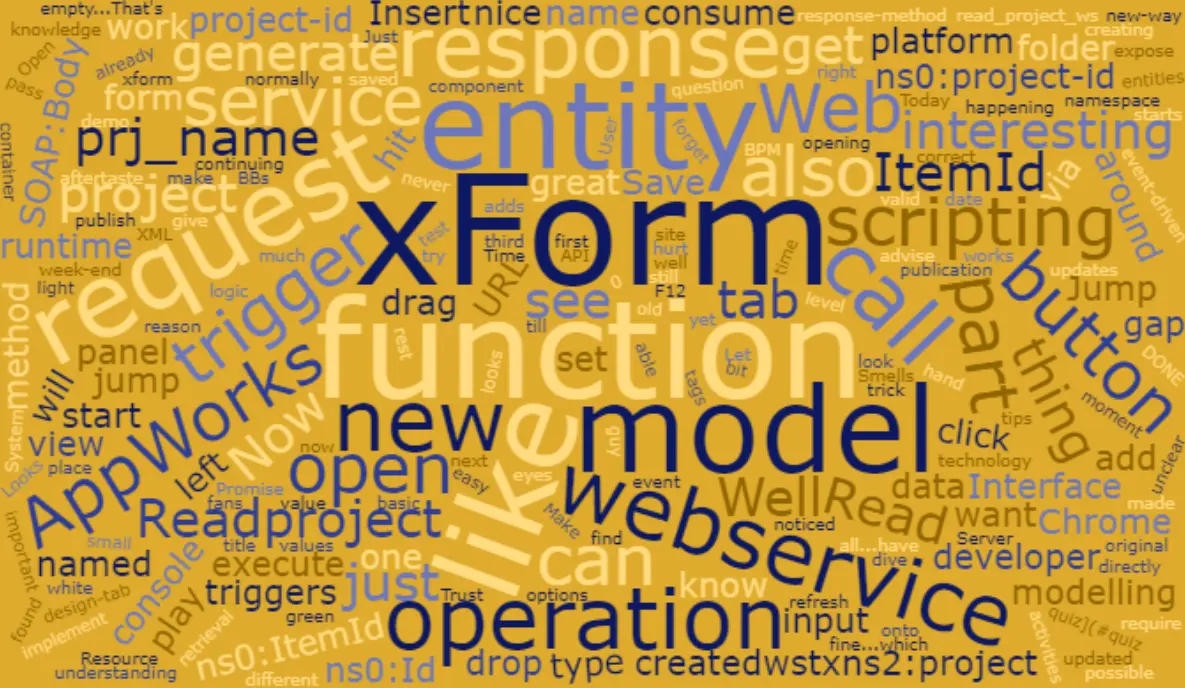 empty...That's
knowledge
work
project-id
Insert
nice
name
consume
response-method
read_project_ws
new-way
Just
creating
Open
pass
SOAP:Body
already
generate
response
get
platform
folder
expose
xform
normally
saved
component
question
right
ns0:project-id
entities
form
service
entity
Web
Today
happening
namespace
starts
demo
prj_name
hit
User
forget
BPM
opening
interesting
container
continuing
aftertaste
make
BBs
request
never
great
Save
also
correct
ItemId
via
around
event-driven
project
publish
give
adds
valid
date
runtime
XML
xForm
scripting
week-end
much
test
try
third
Time
first
API
site
hurt
well
still
time
advise
works
publication
updates
light
logic
trigger
drag
URL
see
0
F12
old
tab
level
call
part
button
Jump
gap
reason
till
yet
method
panel
jump
rest
function
looks
set
able
Let
bit
tags
look
Smells
trick
hand
thing
DONE
System
Will
start
view
AppWorks
Now
new
like
guy
model
click
tips
moment
add
unclear
Looks
place
left
now
open
next
easy
eyes
event
technology
Promise
fans
value
basic
Webservice
Well
Read
data
Interface
made
important
Readproject
Make
find
noticed
want
Chrome
small
title
values
all...have
Server
original
named
console
execute
one
can
dive
developer
directly
white
design-tab
play
triggers
just
Trust
options
know
modelling
found
implement
green
operation
refresh
input
onto
fine...which
quiz](#quiz
require
retrieval
ns0:ItemId
activities
Resource
understanding
different
ns0:Id
drop
type
created
wstxns2:project
updated
possible